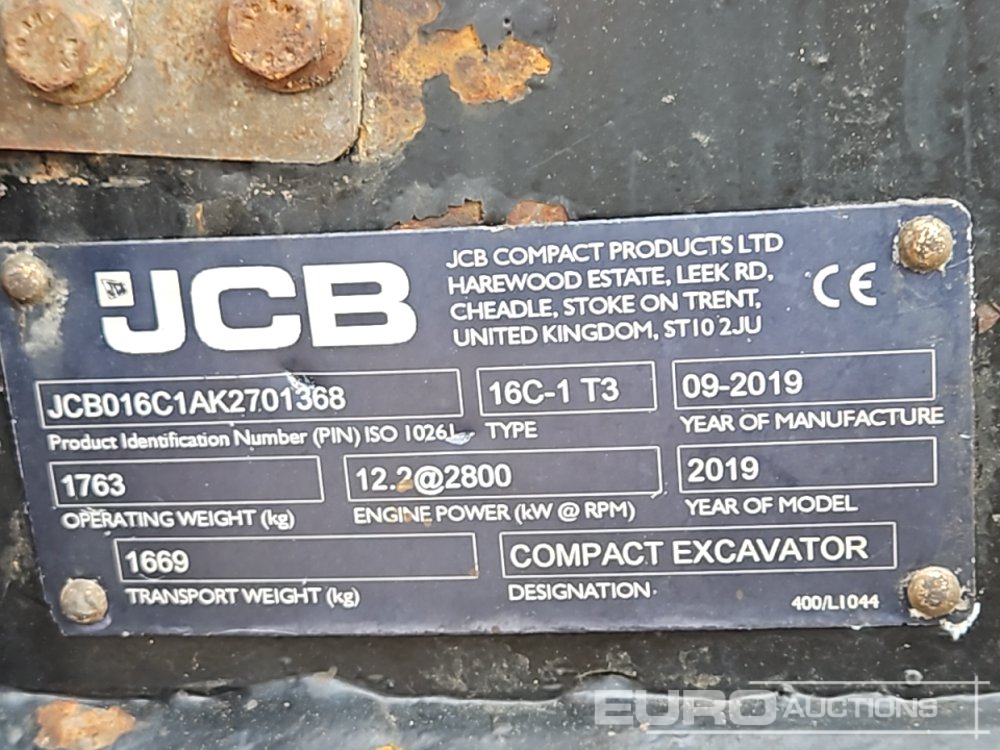 JCB
JCB COMPACT PRODUCTS LTD
HAREWOOD ESTATE, LEEK RD,
CHEADLE, STOKE ON TRENT,
UNITED KINGDOM, ST10 2JU
CE
JCB016C1AK2701368
Product Identification Number (PIN) ISO 10261
16C-1 T3
TYPE
09-2019
YEAR OF MANUFACTURE
1763
OPERATING WEIGHT (kg)
12.2@2800
ENGINE POWER (kW @ RPM)
2019
YEAR OF MODEL
1669
TRANSPORT WEIGHT (kg)
COMPACT EXCAVATOR
DESIGNATION
400/L1044
EURO AUCTIONS